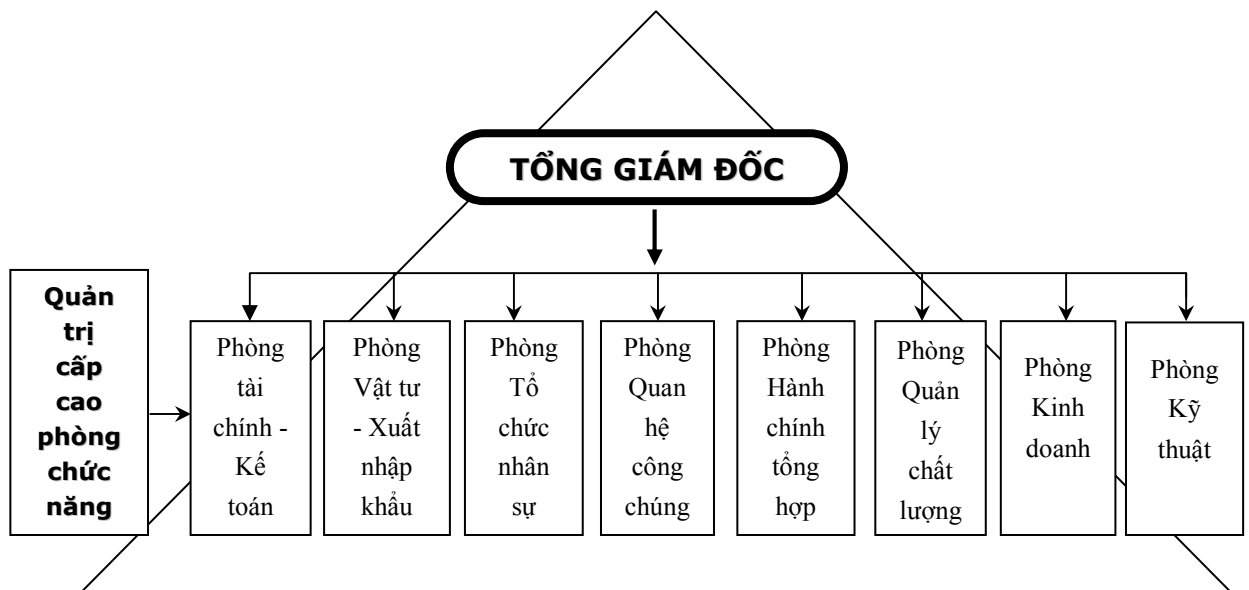 TỔNG GIÁM ĐỐC
Quản
trị
cấp
cao
phòng
chức
năng
Phòng
tài
chính -
Kế
toán
Phòng
Vật tư
- Xuất
nhập
khẩu
Phòng
Tổ
chức
nhân
sự
Phòng
Quan
hệ
công
chúng
Phòng
Hành
chính
tổng
hợp
Phòng
Quản
lý
chất
lượng
Phòng
Kinh
doanh
Phòng
Kỹ
thuật